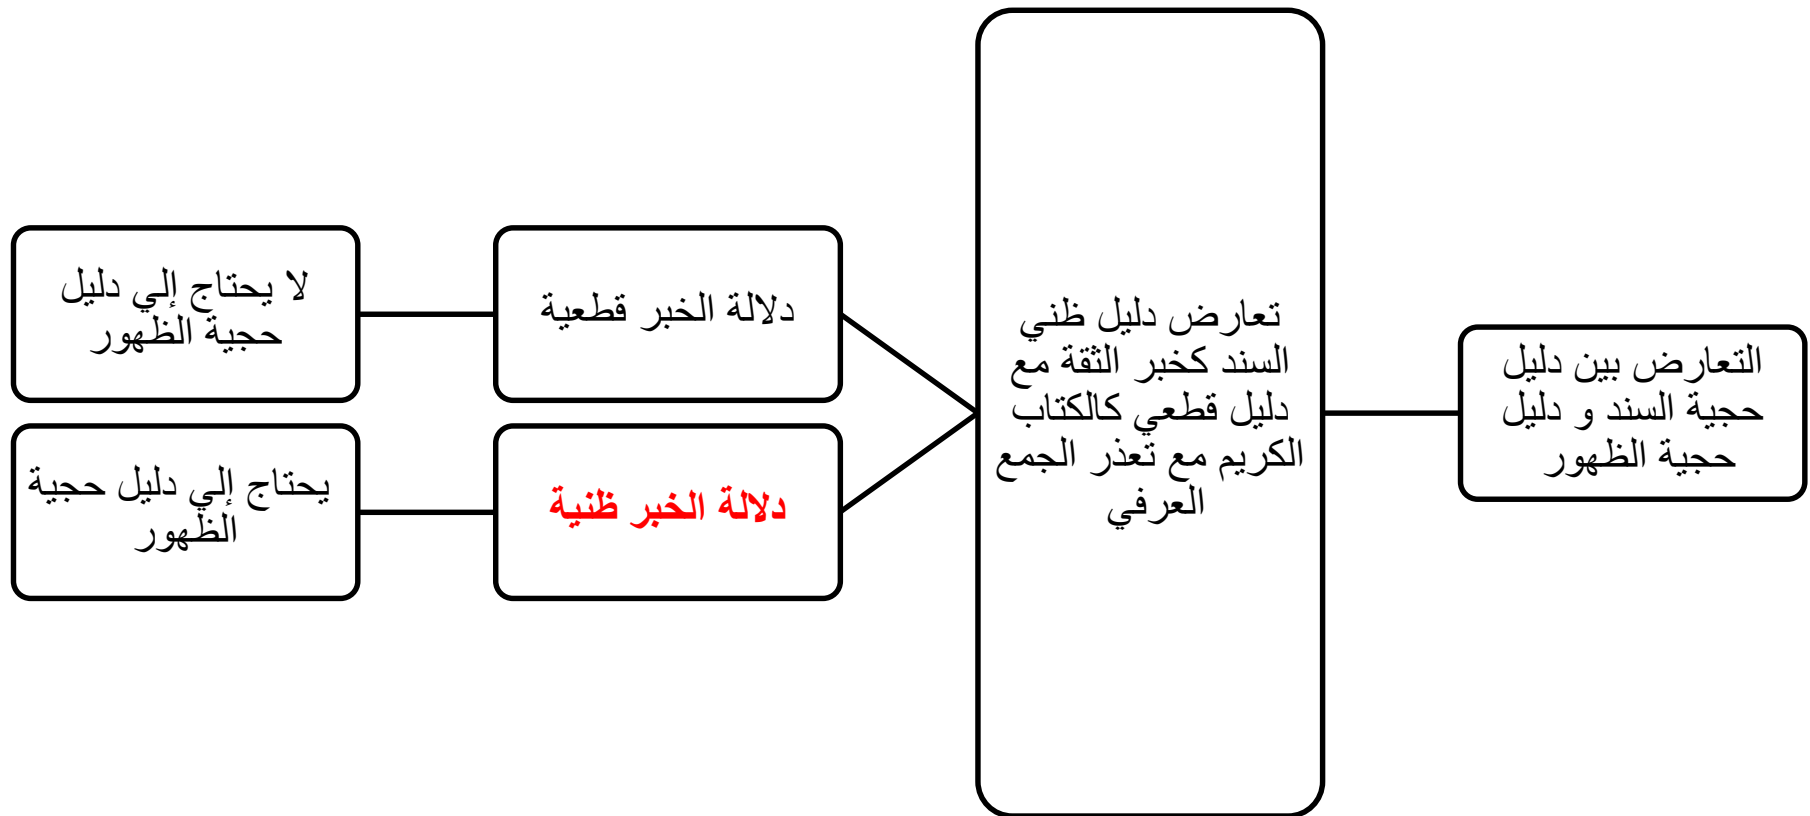 التعارض بين دليل
حجية السند و دليل
حجية الظهور
تعارض دليل ظني
السند كخبر الثقة مع
دليل قطعي كالكتاب
الكريم مع تعذر الجمع
العرفي
دلالة الخبر قطعية
لا يحتاج إلي دليل
حجية الظهور
دلالة الخبر ظنية
يحتاج إلي دليل حجية
الظهور